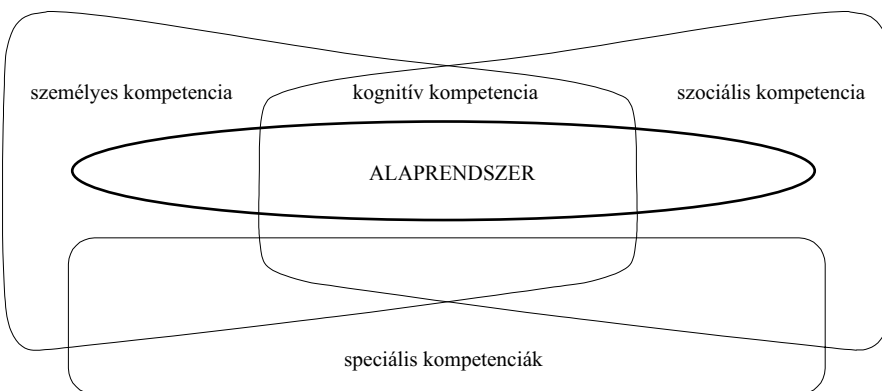 személyes kompetencia
kognitív kompetencia
szociális kompetencia
ALAPRENDSZER
speciális kompetenciák